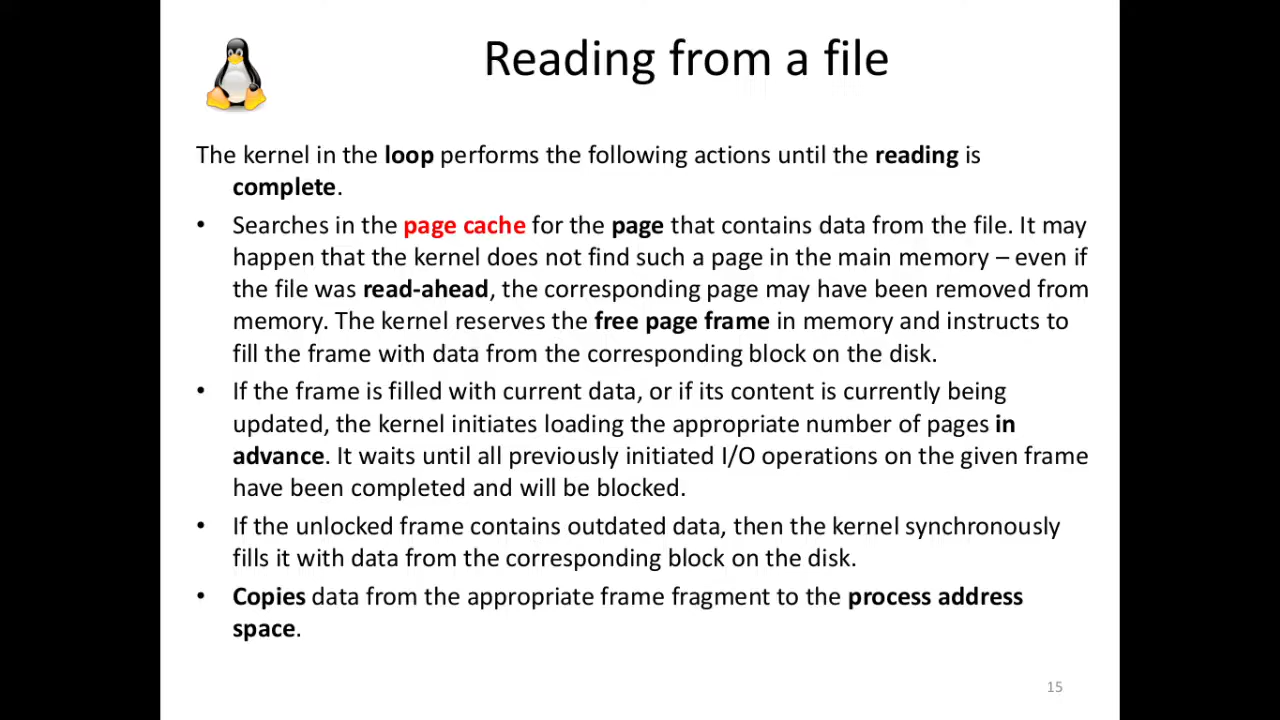 Reading from a file
The kernel in the loop performs the following actions until the reading is
complete.
• Searches in the page cache for the page that contains data from the file. It may
happen that the kernel does not find such a page in the main memory – even if
the file was read-ahead, the corresponding page may have been removed from
memory. The kernel reserves the free page frame in memory and instructs to
fill the frame with data from the corresponding block on the disk.
• If the frame is filled with current data, or if its content is currently being
updated, the kernel initiates loading the appropriate number of pages in
advance. It waits until all previously initiated I/O operations on the given frame
have been completed and will be blocked.
• If the unlocked frame contains outdated data, then the kernel synchronously
fills it with data from the corresponding block on the disk.
• Copies data from the appropriate frame fragment to the process address
space.
15